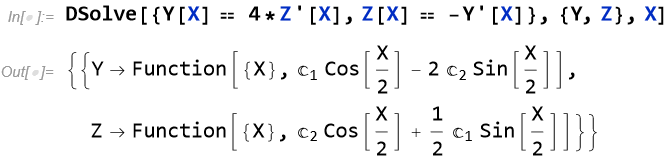 In[∘]:= DSolve[{Y[X] == 4*Z'[X], Z[X] == -Y'[X]}, {Y, Z}, X]
Out[∘]= {{Y → Function[{X}, 𝕔₁ Cos[X/2] - 2 𝕔₂ Sin[X/2]],
Z → Function[{X}, 𝕔₂ Cos[X/2] + 1/2 𝕔₁ Sin[X/2]]}}